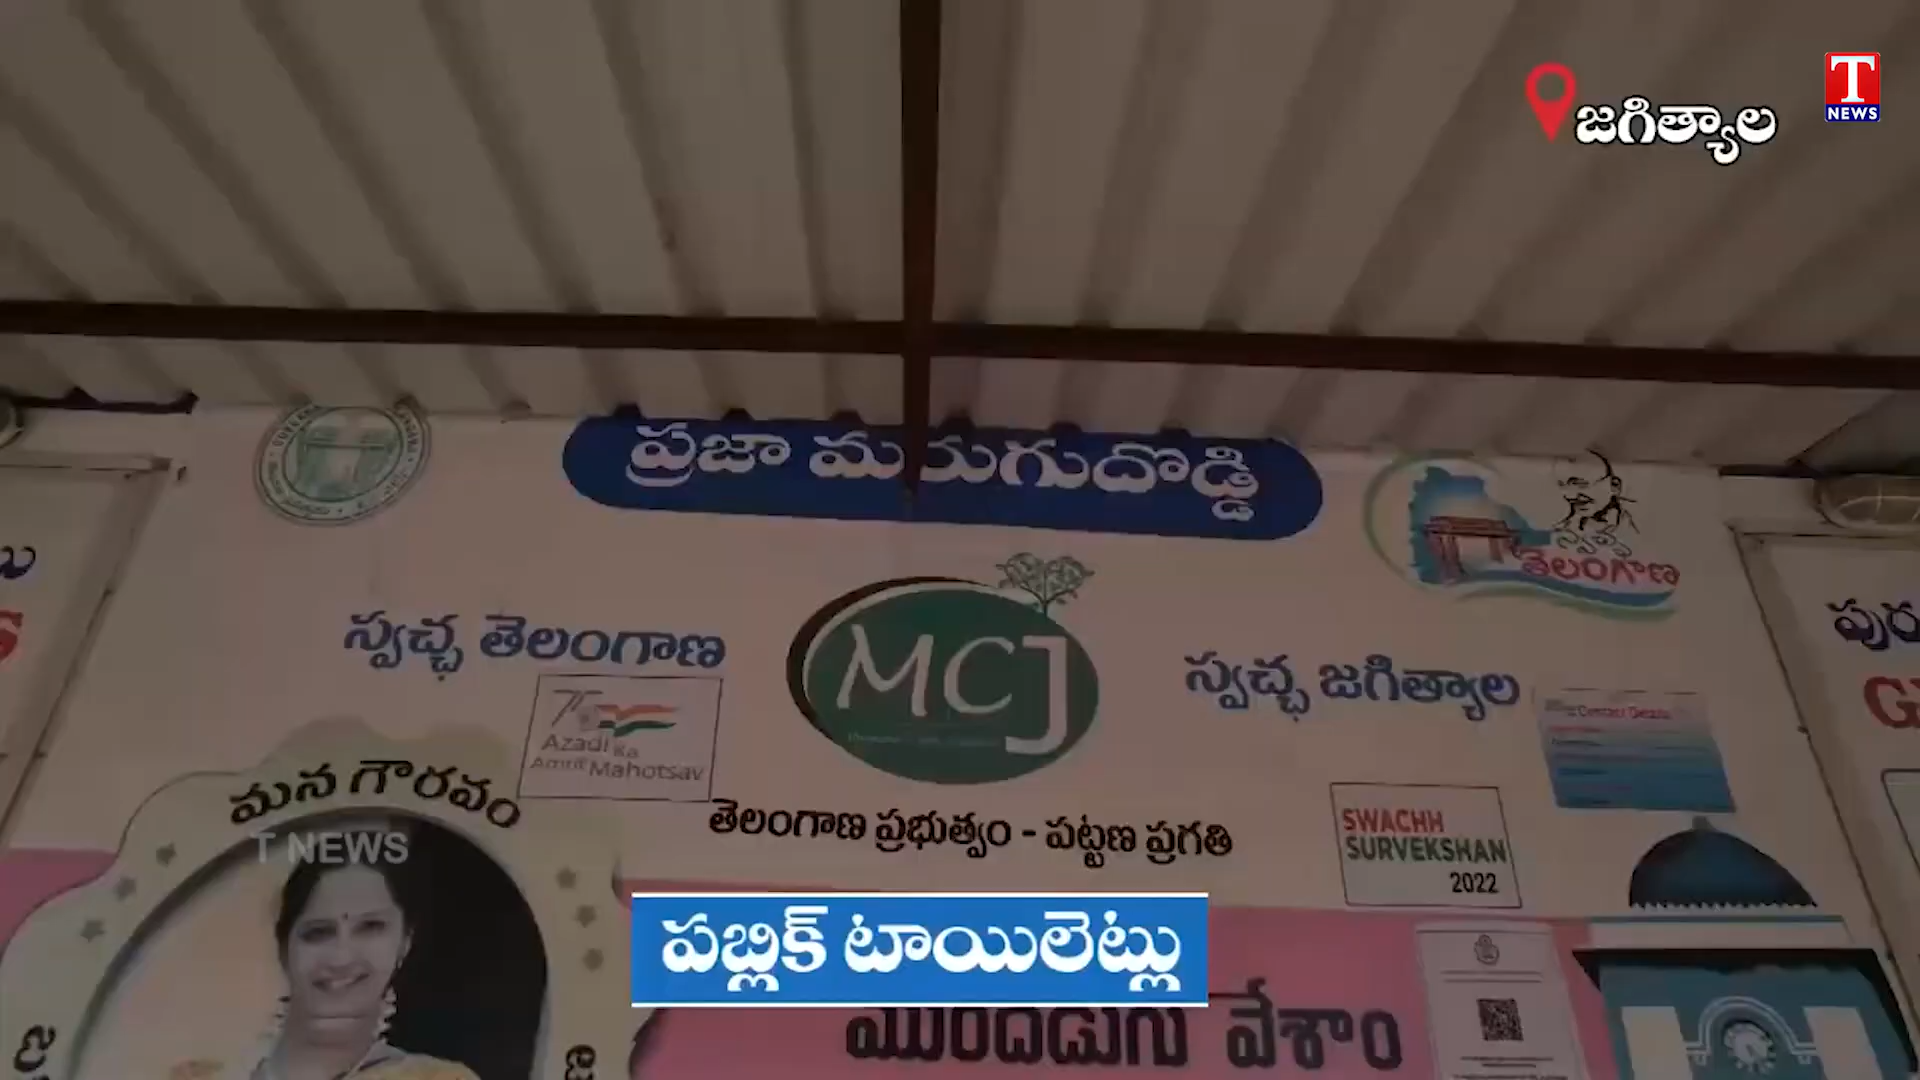 జగిత్యాల
T
NEWS
ప్రజా మరుగుదొడ్డి
స్వచ్ఛ
తెలంగాణ
స్వచ్ఛ తెలంగాణ
MCJ
స్వచ్ఛ జగిత్యాల
Azadi Ka
Amrit Mahotsav
మన గౌరవం
T NEWS
తెలంగాణ ప్రభుత్వం - పట్టణ ప్రగతి
SWACHH
SURVEKSHAN
2022
పబ్లిక్ టాయిలెట్లు
ముందడుగు వేశాం